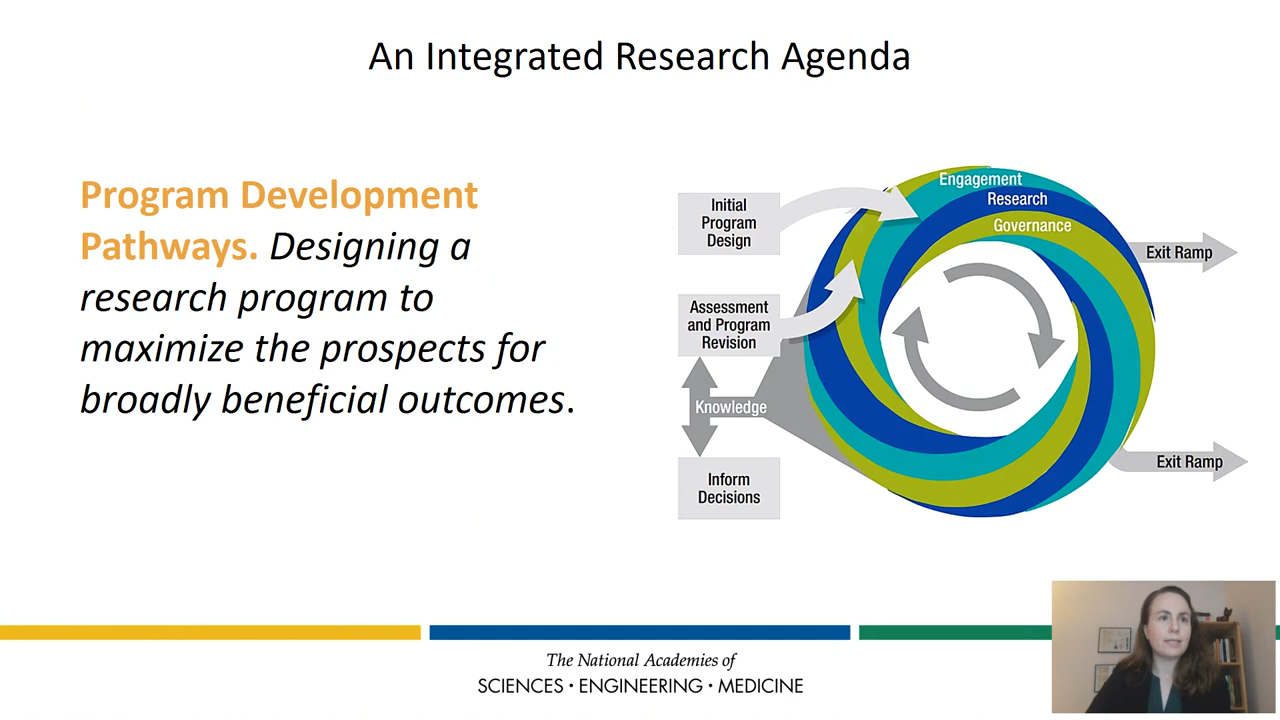 An Integrated Research Agenda
Program Development
Pathways. Designing a
research program to
maximize the prospects for
broadly beneficial outcomes.
Initial
Program
Design
Assessment
and Program
Revision
Knowledge
Inform
Decisions
Engagement
Research
Governance
Exit Ramp
Exit Ramp
The National Academies of
SCIENCES · ENGINEERING · MEDICINE